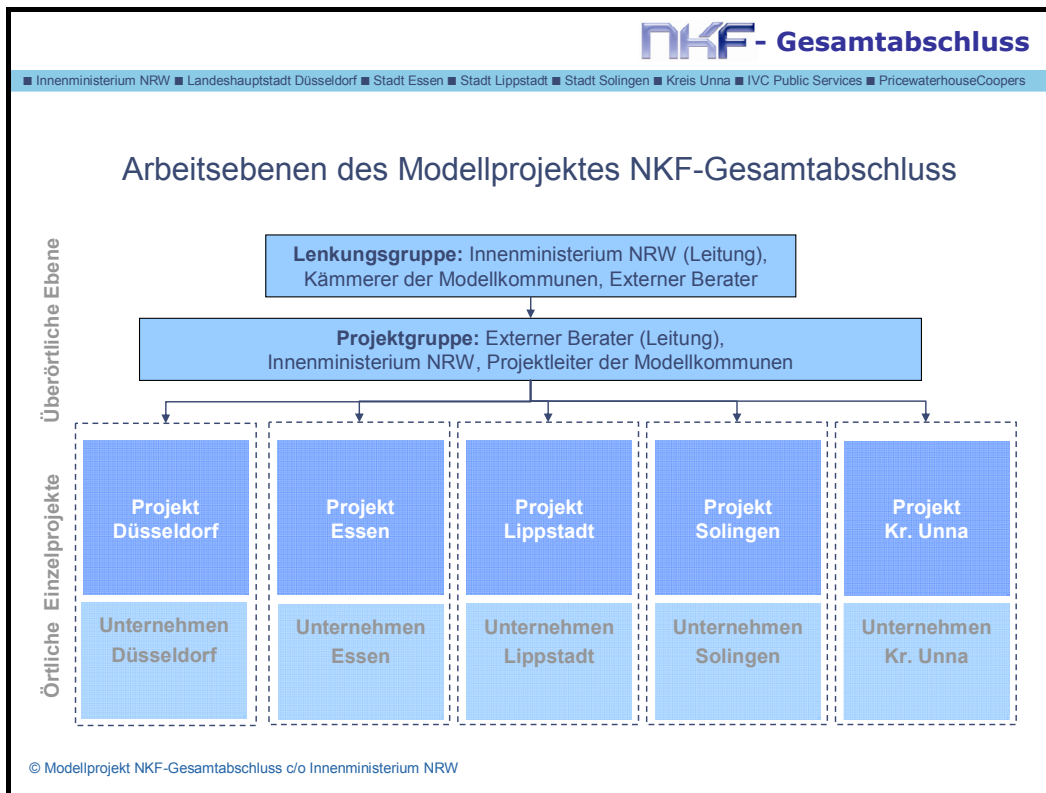 NKF - Gesamtabschluss
■ Innenministerium NRW ■ Landeshauptstadt Düsseldorf ■ Stadt Essen ■ Stadt Lippstadt ■ Stadt Solingen ■ Kreis Unna ■ IVC Public Services ■ PricewaterhouseCoopers
Arbeitsebenen des Modellprojektes NKF-Gesamtabschluss
Überörtliche Ebene
Lenkungsgruppe: Innenministerium NRW (Leitung),
Kämmerer der Modellkommunen, Externer Berater
Projektgruppe: Externer Berater (Leitung),
Innenministerium NRW, Projektleiter der Modellkommunen
Örtliche Einzelprojekte
Projekt
Düsseldorf
Projekt
Essen
Projekt
Lippstadt
Projekt
Solingen
Projekt
Kr. Unna
Unternehmen
Düsseldorf
Unternehmen
Essen
Unternehmen
Lippstadt
Unternehmen
Solingen
Unternehmen
Kr. Unna
© Modellprojekt NKF-Gesamtabschluss c/o Innenministerium NRW